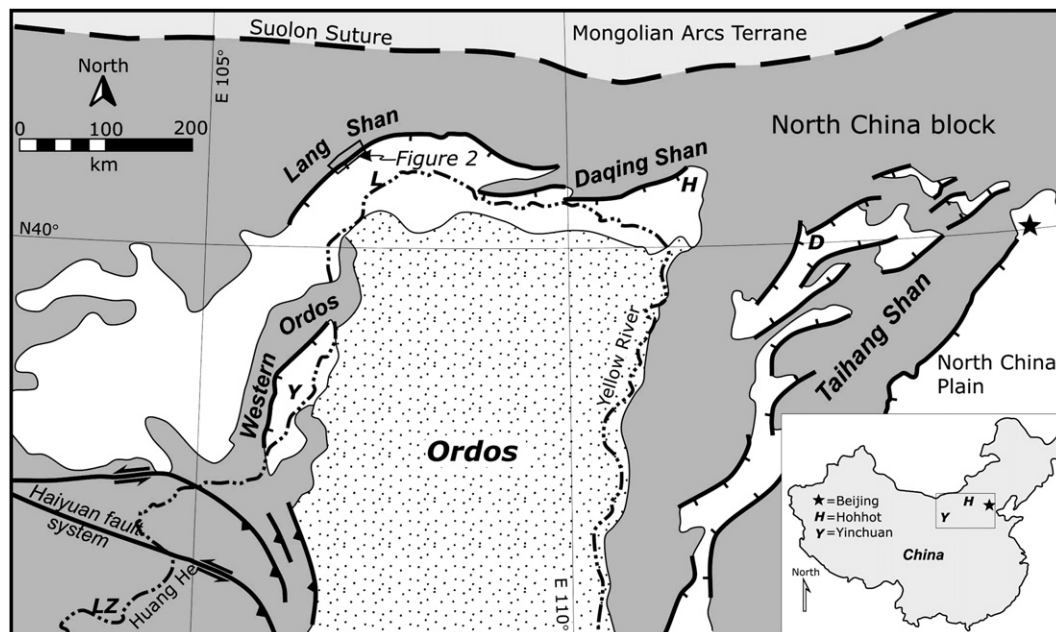 Suolon Suture
Mongolian Arcs Terrane
North
E 105°
0 100 200
km
North China block
Lang Shan
Figure 2
Daqing Shan
L
H
N40°
D
Western Ordos
Y
Yellow River
Taihang Shan
North China
Plain
Ordos
Haiyuan fault
system
LZ
Huang He
E 110°
★=Beijing
H=Hohhot
Y=Yinchuan
H
Y
China
North